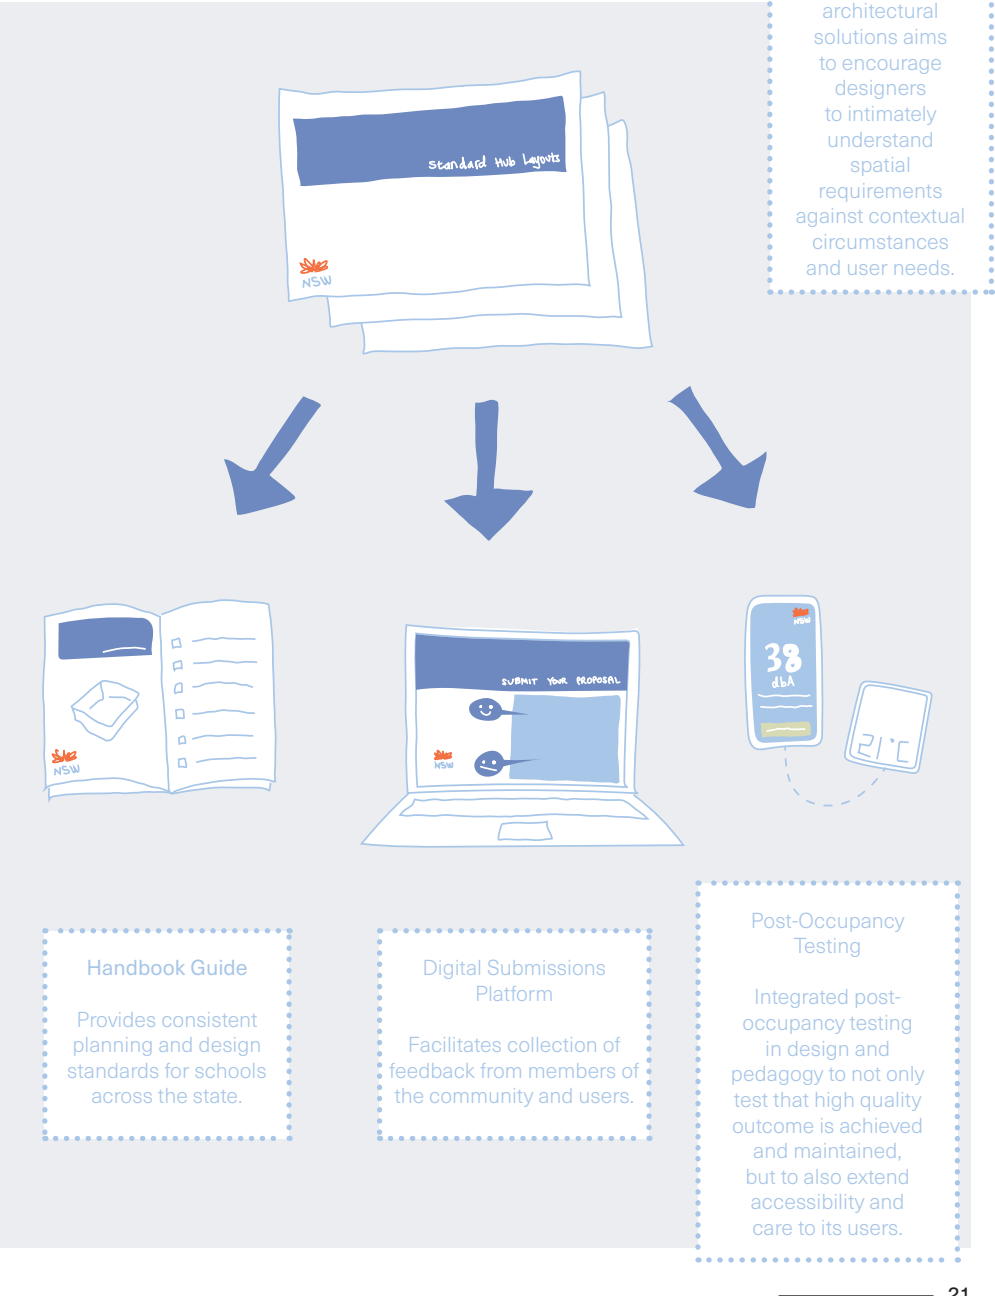 architectural
solutions aims
to encourage
designers
to intimately
understand
spatial
requirements
against contextual
circumstances
and user needs.
Standard Hub Layouts
NSW
NSW
SUBMIT YOUR PROPOSAL
NSW
NSW
38
dbA
21°C
Handbook Guide
Provides consistent
planning and design
standards for schools
across the state.
Digital Submissions
Platform
Facilitates collection of
feedback from members of
the community and users.
Post-Occupancy
Testing
Integrated post-
occupancy testing
in design and
pedagogy to not only
test that high quality
outcome is achieved
and maintained,
but to also extend
accessibility and
care to its users.
21